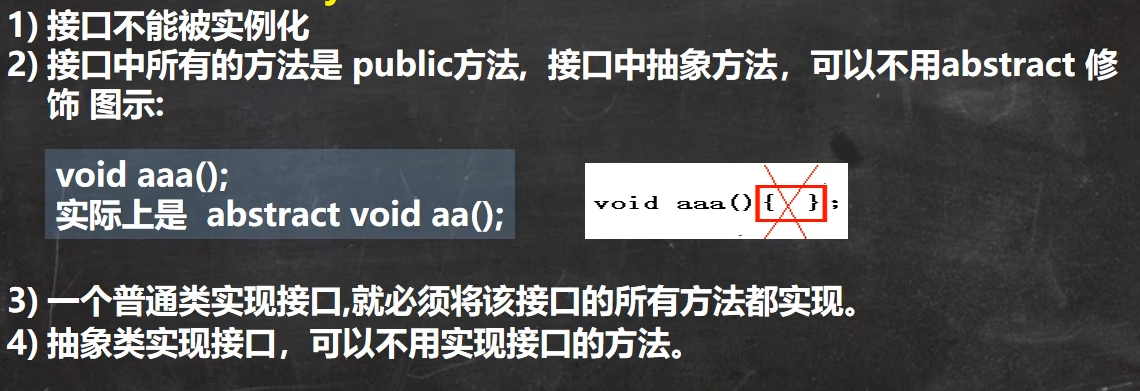 1) 接口不能被实例化
2) 接口中所有的方法是 public方法, 接口中抽象方法，可以不用abstract 修
饰 图示:
void aaa();
实际上是 abstract void aa();
void aaa(){ };
3) 一个普通类实现接口,就必须将该接口的所有方法都实现。
4) 抽象类实现接口，可以不用实现接口的方法。